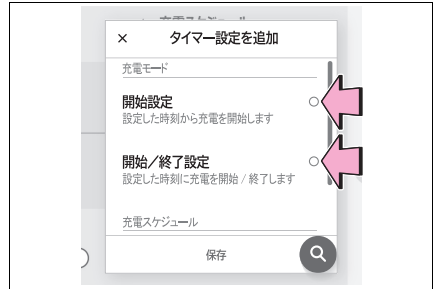 × タイマー設定を追加
充電モード
開始設定
設定した時刻から充電を開始します
開始／終了設定
設定した時刻に充電を開始 / 終了します
充電スケジュール
保存